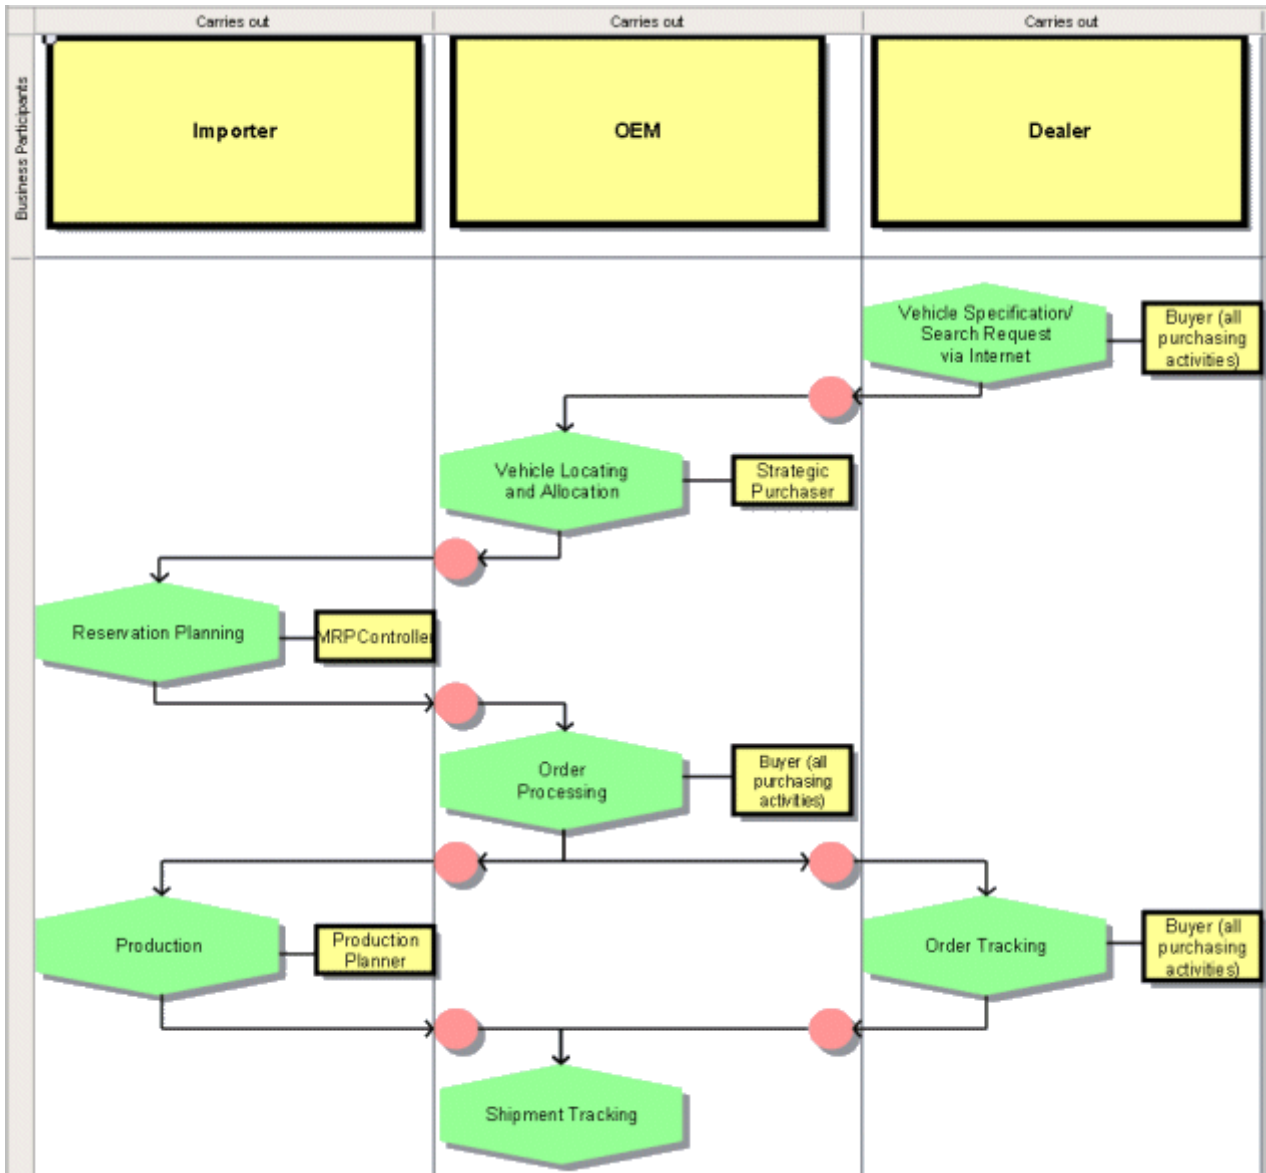 Carries out
Carries out
Carries out
Business Participants
Importer
OEM
Dealer
Vehicle Specification/
Search Request
via Internet
Buyer (all
purchasing
activities)
Vehicle Locating
and Allocation
Strategic
Purchaser
Reservation Planning
MRPController
Order
Processing
Buyer (all
purchasing
activities)
Production
Production
Planner
Order Tracking
Buyer (all
purchasing
activities)
Shipment Tracking